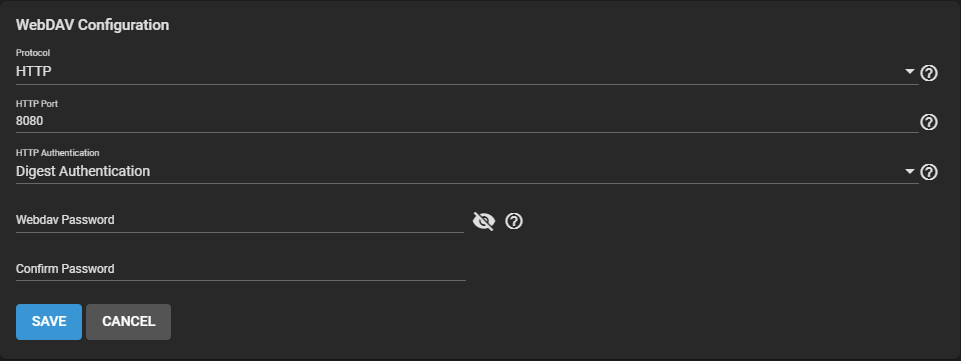 WebDAV Configuration
Protocol
HTTP
HTTP Port
8080
HTTP Authentication
Digest Authentication
Webdav Password
Confirm Password
SAVE CANCEL